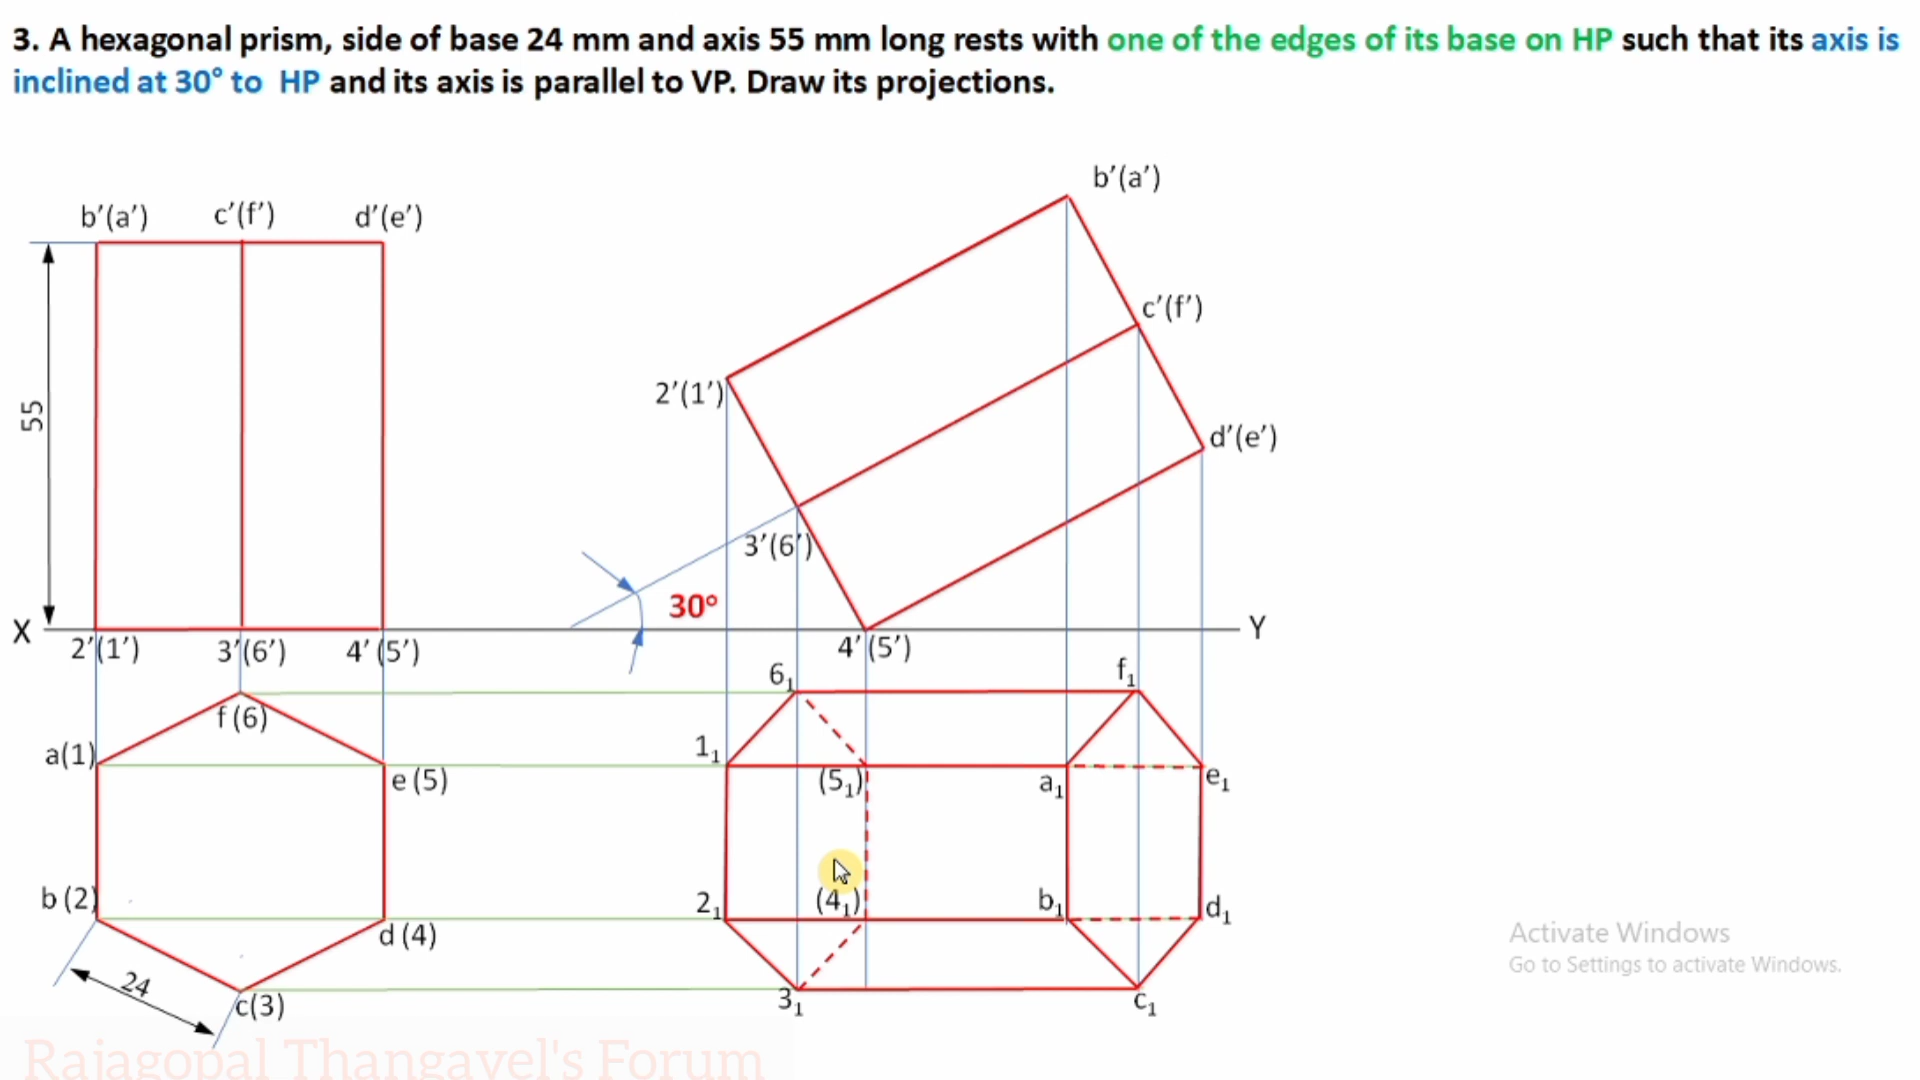 3. A hexagonal prism, side of base 24 mm and axis 55 mm long rests with one of the edges of its base on HP such that its axis is
inclined at 30° to HP and its axis is parallel to VP. Draw its projections.
b′(a′)
b′(a′) c′(f′) d′(e′)
c′(f′)
2′(1′)
55
d′(e′)
3′(6′)
30°
X
Y
2′(1′) 3′(6′) 4′(5′)
4′(5′)
6₁
f₁
f (6)
a(1)
1₁
e (5)
(5₁)
a₁
e₁
b (2)
2₁
(4₁)
b₁
d₁
d (4)
24
c(3)
3₁
c₁
Activate Windows
Go to Settings to activate Windows.
Rajagopal Thangavel's Forum